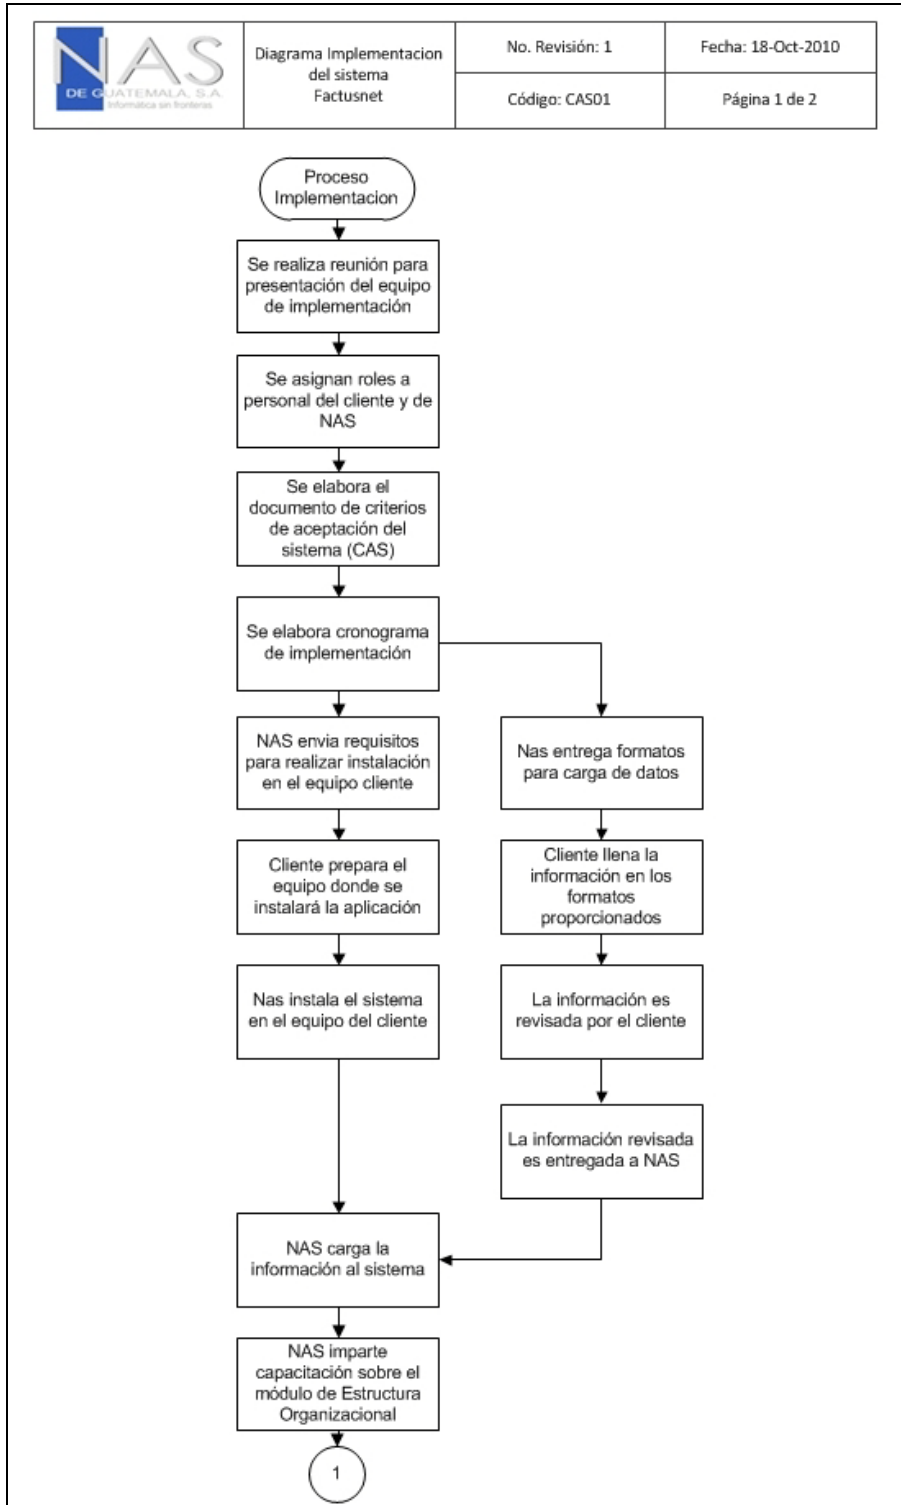 NAS
DE GUATEMALA, S.A.
Informática sin fronteras
Diagrama Implementacion
del sistema
Factusnet
No. Revisión: 1
Fecha: 18-Oct-2010
Código: CAS01
Página 1 de 2
Proceso
Implementacion
Se realiza reunión para
presentación del equipo
de implementación
Se asignan roles a
personal del cliente y de
NAS
Se elabora el
documento de criterios
de aceptación del
sistema (CAS)
Se elabora cronograma
de implementación
NAS envia requisitos
para realizar instalación
en el equipo cliente
Nas entrega formatos
para carga de datos
Cliente prepara el
equipo donde se
instalará la aplicación
Cliente llena la
información en los
formatos
proporcionados
Nas instala el sistema
en el equipo del cliente
La información es
revisada por el cliente
La información revisada
es entregada a NAS
NAS carga la
información al sistema
NAS imparte
capacitación sobre el
módulo de Estructura
Organizacional
1